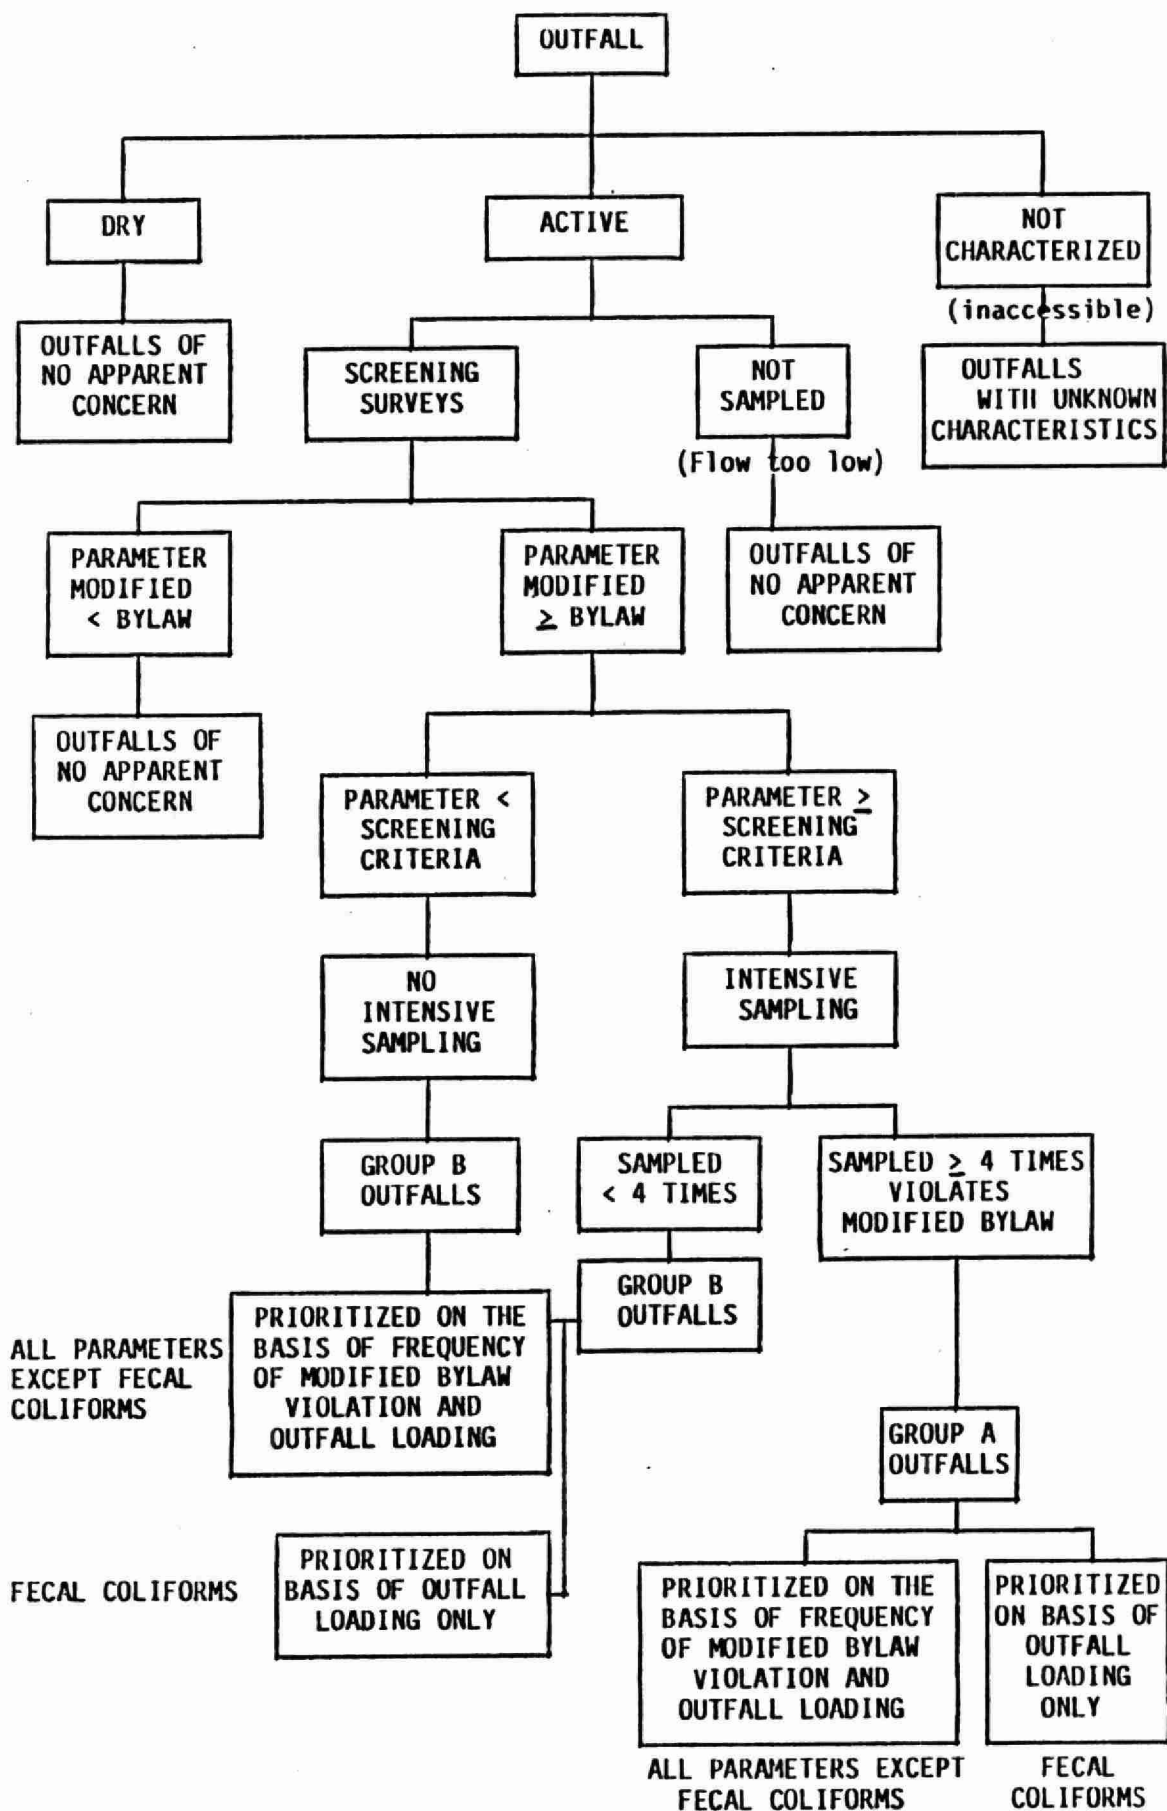 OUTFALL
DRY
ACTIVE
NOT
CHARACTERIZED
(inaccessible)
OUTFALLS OF
NO APPARENT
CONCERN
SCREENING
SURVEYS
NOT
SAMPLED
(Flow too low)
OUTFALLS
WITH UNKNOWN
CHARACTERISTICS
PARAMETER
MODIFIED
< BYLAW
PARAMETER
MODIFIED
≥ BYLAW
OUTFALLS OF
NO APPARENT
CONCERN
OUTFALLS OF
NO APPARENT
CONCERN
PARAMETER <
SCREENING
CRITERIA
PARAMETER ≥
SCREENING
CRITERIA
NO
INTENSIVE
SAMPLING
INTENSIVE
SAMPLING
GROUP B
OUTFALLS
SAMPLED
< 4 TIMES
SAMPLED ≥ 4 TIMES
VIOLATES
MODIFIED BYLAW
GROUP B
OUTFALLS
ALL PARAMETERS
EXCEPT FECAL
COLIFORMS
PRIORITIZED ON THE
BASIS OF FREQUENCY
OF MODIFIED BYLAW
VIOLATION AND
OUTFALL LOADING
GROUP A
OUTFALLS
FECAL COLIFORMS
PRIORITIZED ON
BASIS OF OUTFALL
LOADING ONLY
PRIORITIZED ON THE
BASIS OF FREQUENCY
OF MODIFIED BYLAW
VIOLATION AND
OUTFALL LOADING
PRIORITIZED
ON BASIS OF
OUTFALL
LOADING
ONLY
ALL PARAMETERS EXCEPT
FECAL COLIFORMS
FECAL
COLIFORMS